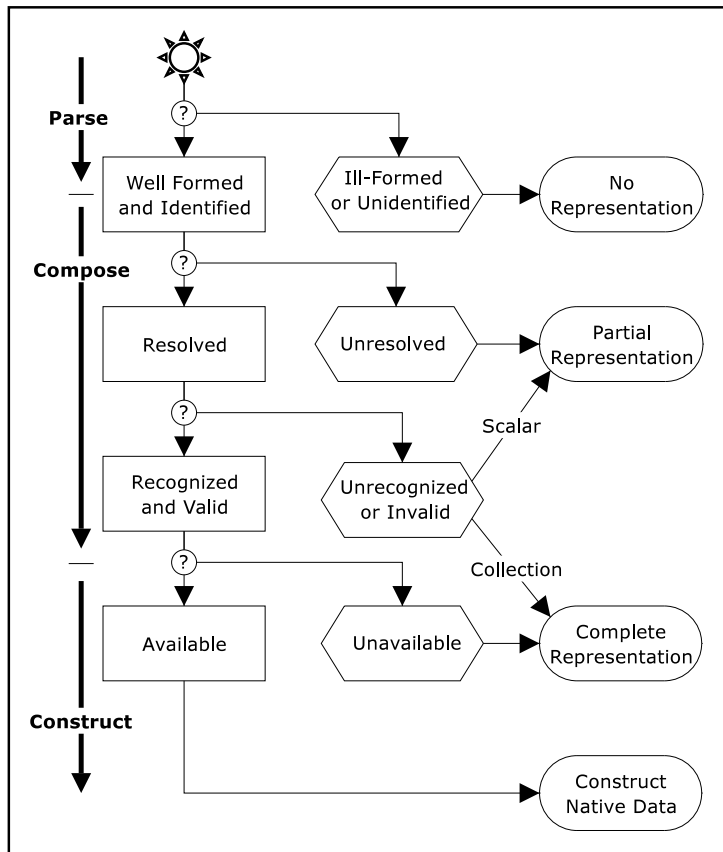 ?
Parse
Well Formed
and Identified
Ill-Formed
or Unidentified
No
Representation
?
Compose
Resolved
Unresolved
Partial
Representation
?
Scalar
Recognized
and Valid
Unrecognized
or Invalid
?
Collection
Available
Unavailable
Complete
Representation
Construct
Construct
Native Data